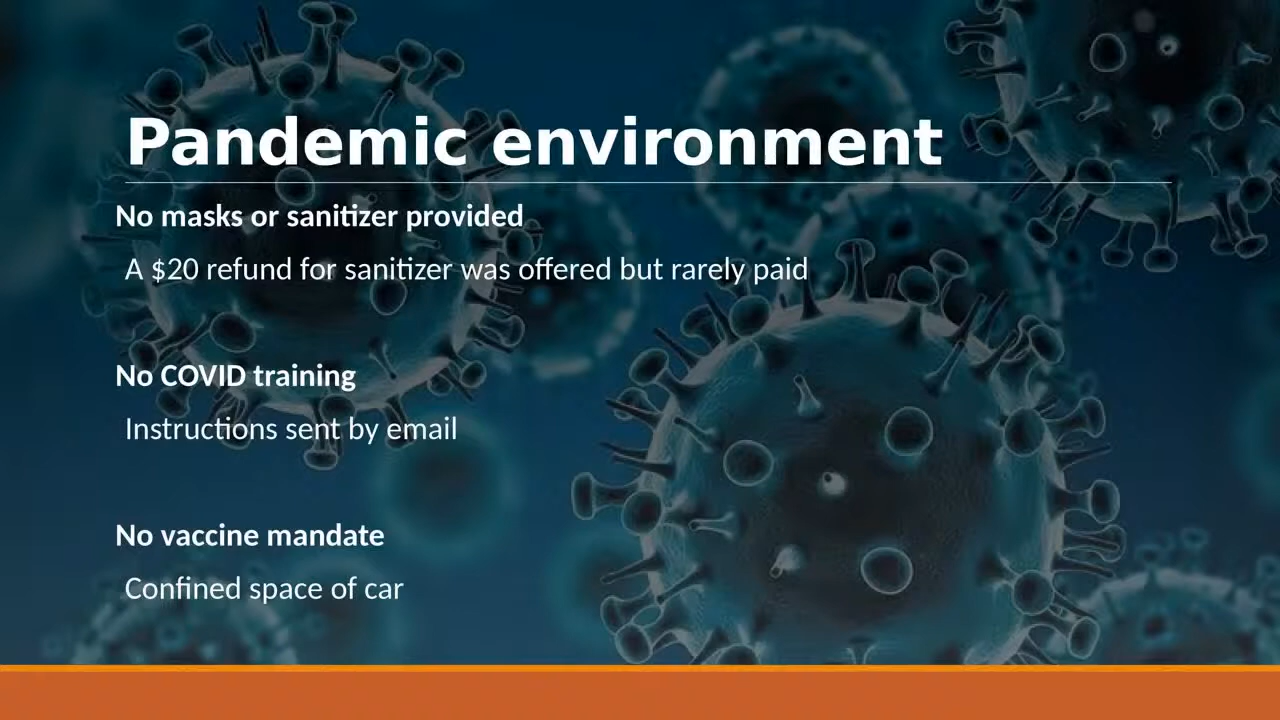 Pandemic environment
No masks or sanitizer provided
A $20 refund for sanitizer was offered but rarely paid
No COVID training
Instructions sent by email
No vaccine mandate
Confined space of car